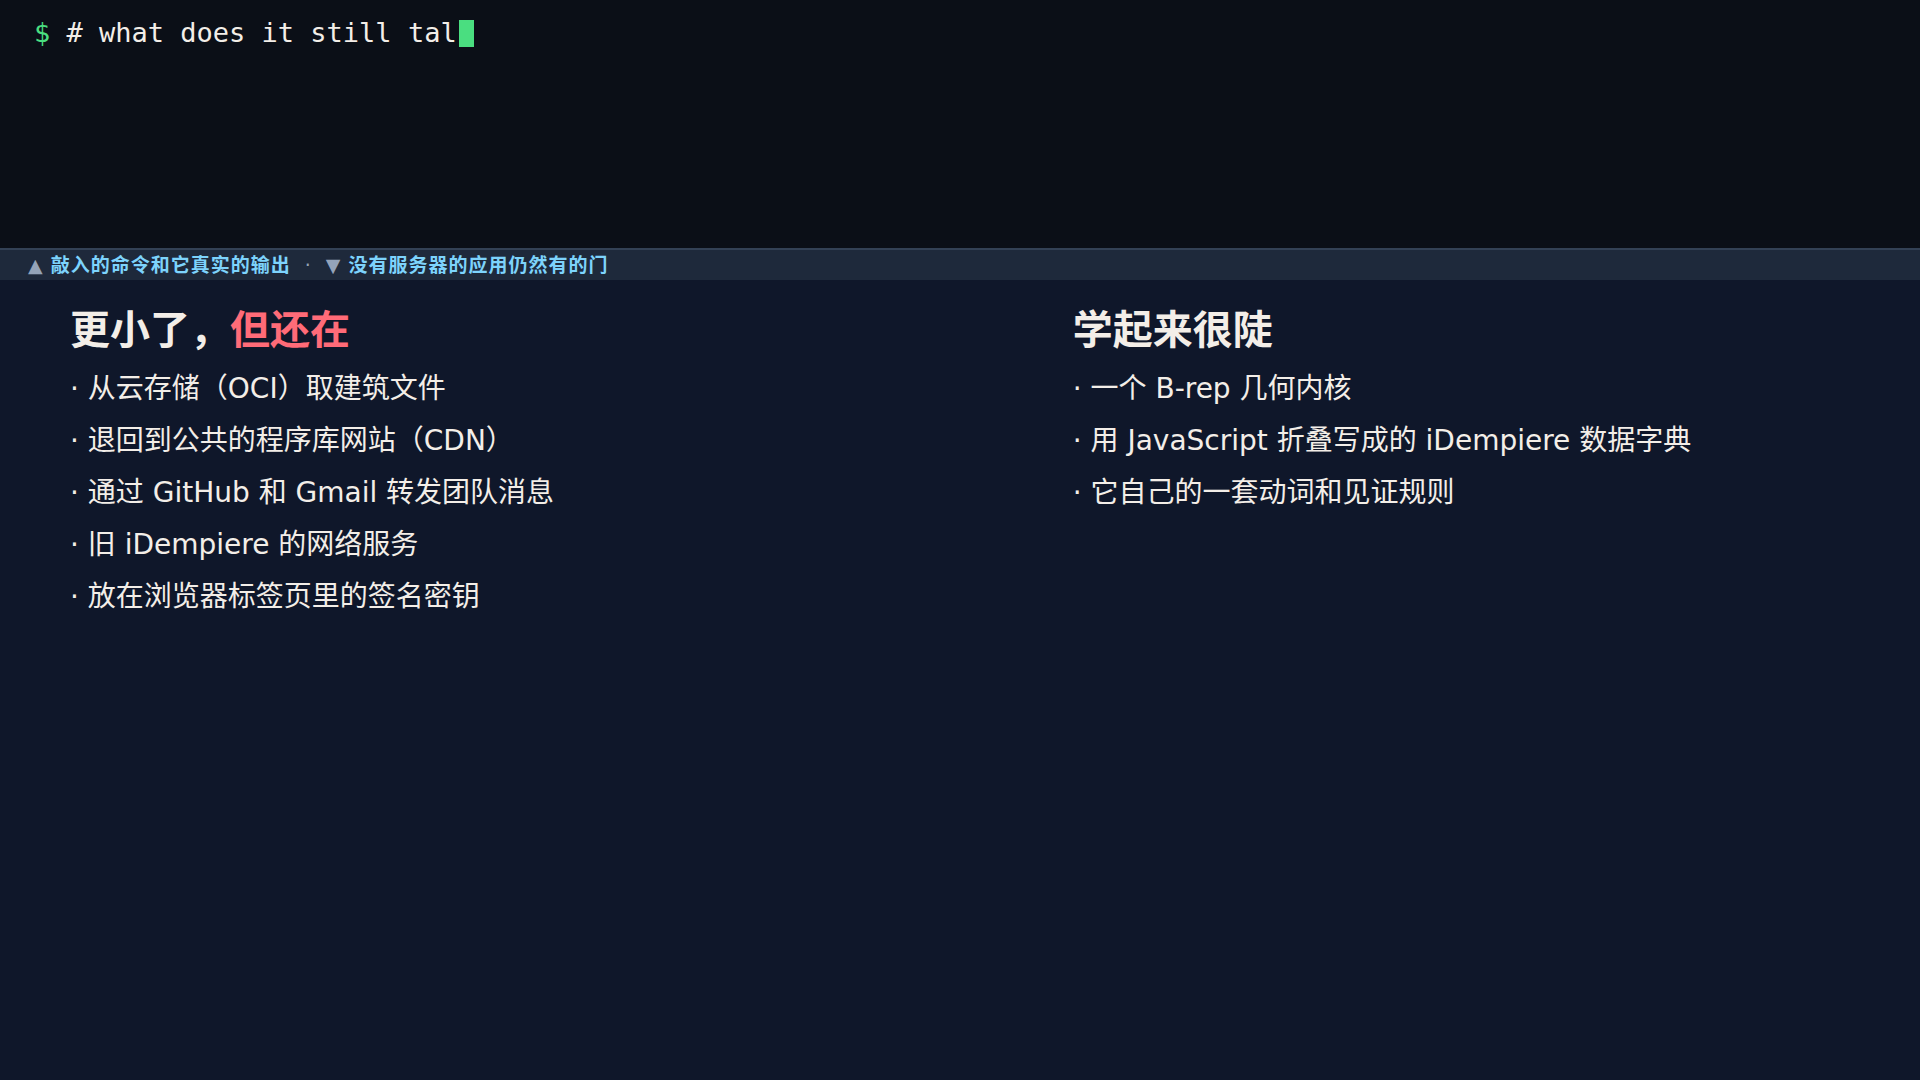 $ # what does it still tal
▲ 敲入的命令和它真实的输出 · ▼ 没有服务器的应用仍然有的门
更小了，但还在
· 从云存储（OCI）取建筑文件
· 退回到公共的程序库网站（CDN）
· 通过 GitHub 和 Gmail 转发团队消息
· 旧 iDempiere 的网络服务
· 放在浏览器标签页里的签名密钥
学起来很陡
· 一个 B-rep 几何内核
· 用 JavaScript 折叠写成的 iDempiere 数据字典
· 它自己的一套动词和见证规则